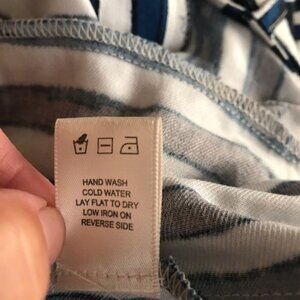 HAND WASH
COLD WATER
LAY FLAT TO DRY
LOW IRON ON
REVERSE SIDE